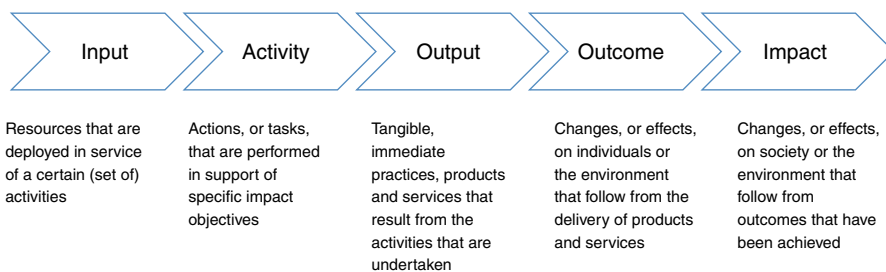 Input
Activity
Output
Outcome
Impact
Resources that are
deployed in service
of a certain (set of)
activities
Actions, or tasks,
that are performed
in support of
specific impact
objectives
Tangible,
immediate
practices, products
and services that
result from the
activities that are
undertaken
Changes, or effects,
on individuals or
the environment
that follow from the
delivery of products
and services
Changes, or effects,
on society or the
environment that
follow from
outcomes that have
been achieved